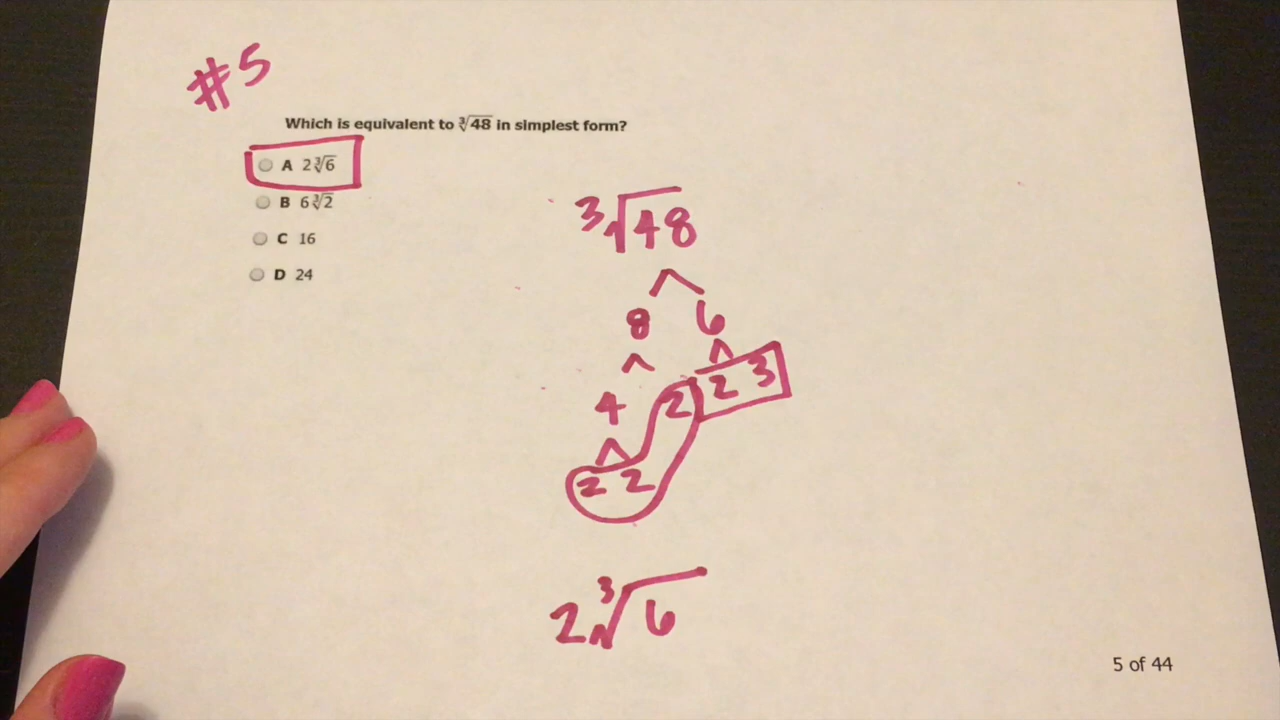 #5
Which is equivalent to ∛48 in simplest form?
A 2∛6
B 6∛2
C 16
D 24
∛48
8 6
4 2 2 3
2 2
2∛6
5 of 44